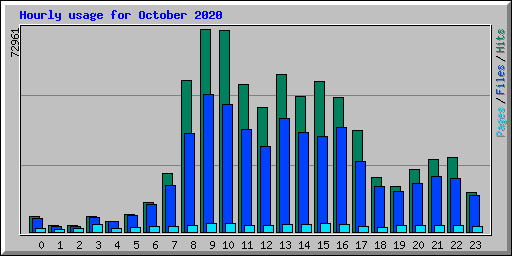 Hourly usage for October 2020
72961
Pages/Files/Hits
0 1 2 3 4 5 6 7 8 9 10 11 12 13 14 15 16 17 18 19 20 21 22 23